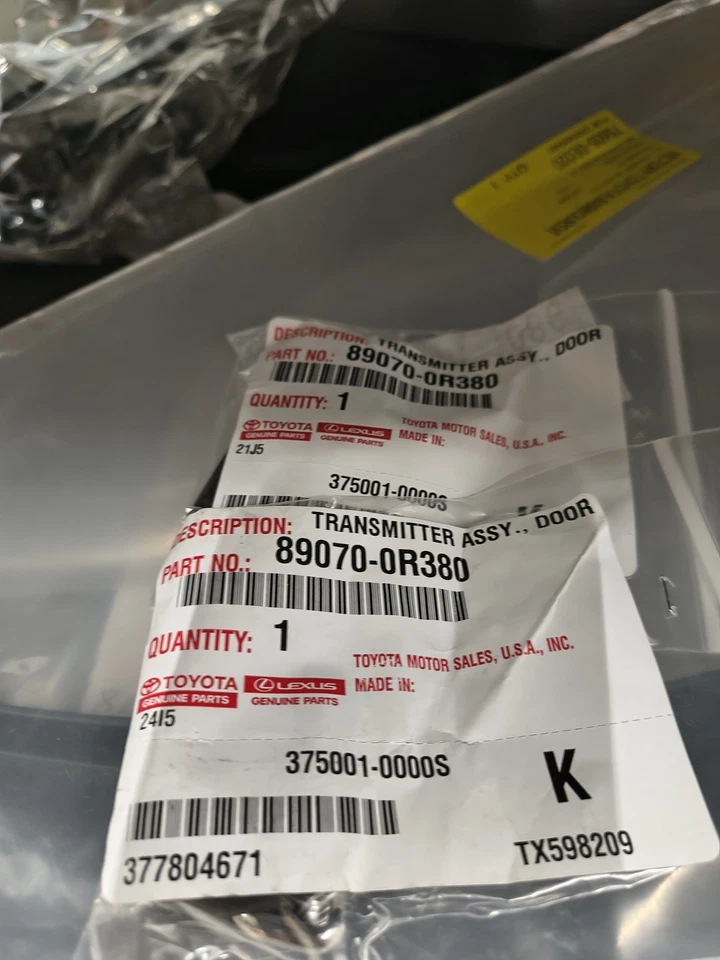 DESCRIPTION: TRANSMITTER ASSY., DOOR
PART NO.: 89070-0R380
QUANTITY: 1
TOYOTA
GENUINE PARTS
LEXUS
GENUINE PARTS
TOYOTA MOTOR SALES, U.S.A., INC.
MADE IN:
21J5
375001-0000S
DESCRIPTION: TRANSMITTER ASSY., DOOR
PART NO.: 89070-0R380
QUANTITY: 1
TOYOTA
GENUINE PARTS
LEXUS
GENUINE PARTS
TOYOTA MOTOR SALES, U.S.A., INC.
MADE IN:
24I5
375001-0000S
K
377804671
TX598209
QTY: 1